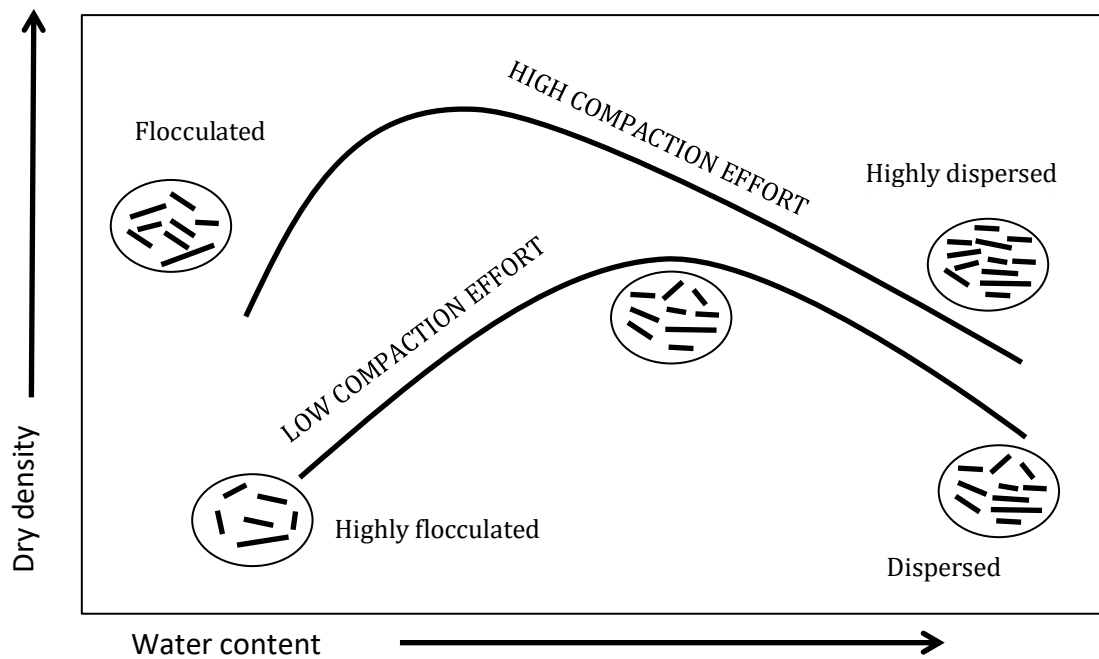 HIGH COMPACTION EFFORT
Flocculated
Highly dispersed
LOW COMPACTION EFFORT
Highly flocculated
Dispersed
Dry density
Water content